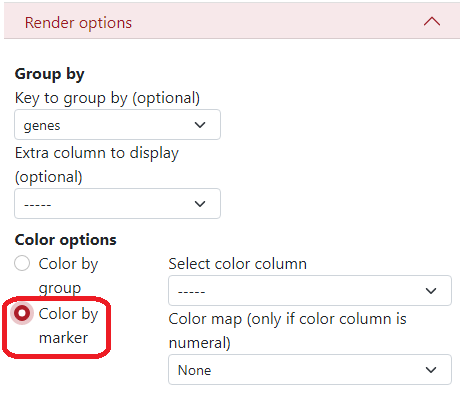 Render options
Group by
Key to group by (optional)
genes
Extra column to display
(optional)
-----
Color options
Color by
group
Select color column
-----
Color by
marker
Color map (only if color column is
numeral)
None